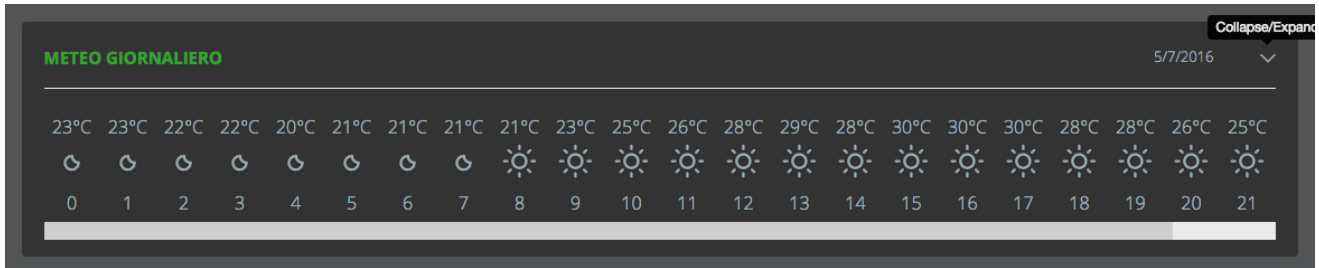 Collapse/Expand
METEO GIORNALIERO 5/7/2016
23°C 23°C 22°C 22°C 20°C 21°C 21°C 21°C 21°C 23°C 25°C 26°C 28°C 29°C 28°C 30°C 30°C 30°C 28°C 28°C 26°C 25°C
0 1 2 3 4 5 6 7 8 9 10 11 12 13 14 15 16 17 18 19 20 21